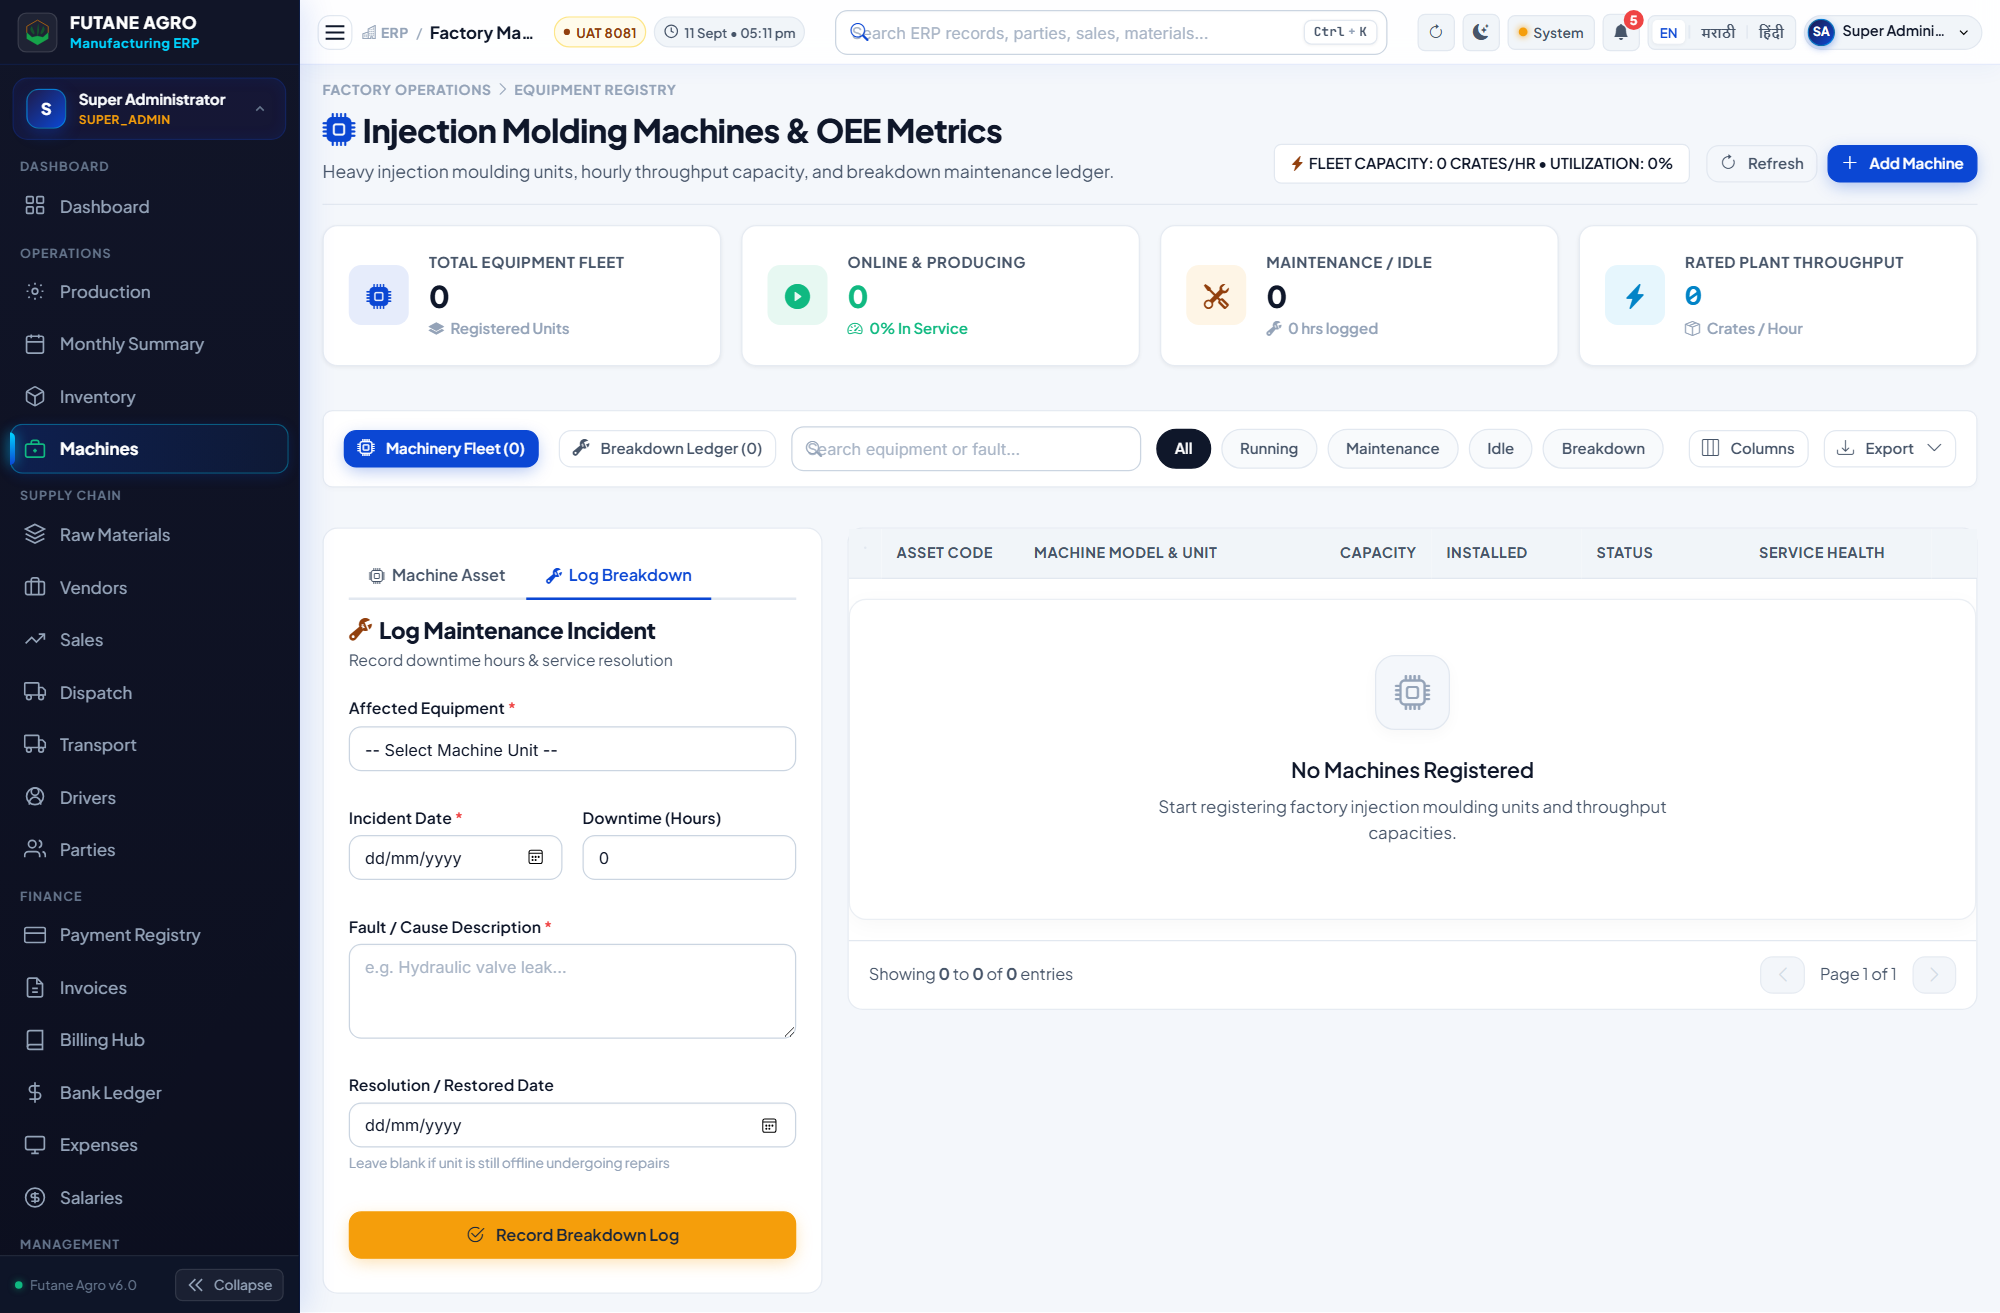 FUTANE AGRO
Manufacturing ERP
S
Super Administrator
SUPER_ADMIN
DASHBOARD
Dashboard
OPERATIONS
Production
Monthly Summary
Inventory
Machines
SUPPLY CHAIN
Raw Materials
Vendors
Sales
Dispatch
Transport
Drivers
Parties
FINANCE
Payment Registry
Invoices
Billing Hub
Bank Ledger
Expenses
Salaries
MANAGEMENT
Futane Agro v6.0
Collapse
ERP / Factory Ma...
UAT 8081
11 Sept • 05:11 pm
Search ERP records, parties, sales, materials...
Ctrl + K
System
5
EN
मराठी
हिंदी
SA
Super Admini...
FACTORY OPERATIONS > EQUIPMENT REGISTRY
Injection Molding Machines & OEE Metrics
Heavy injection moulding units, hourly throughput capacity, and breakdown maintenance ledger.
FLEET CAPACITY: 0 CRATES/HR • UTILIZATION: 0%
Refresh
Add Machine
TOTAL EQUIPMENT FLEET
0
Registered Units
ONLINE & PRODUCING
0
0% In Service
MAINTENANCE / IDLE
0
0 hrs logged
RATED PLANT THROUGHPUT
0
Crates / Hour
Machinery Fleet (0)
Breakdown Ledger (0)
Search equipment or fault...
All
Running
Maintenance
Idle
Breakdown
Columns
Export
Machine Asset
Log Breakdown
Log Maintenance Incident
Record downtime hours & service resolution
Affected Equipment *
-- Select Machine Unit --
Incident Date *
Downtime (Hours)
dd/mm/yyyy
0
Fault / Cause Description *
e.g. Hydraulic valve leak...
Resolution / Restored Date
dd/mm/yyyy
Leave blank if unit is still offline undergoing repairs
Record Breakdown Log
ASSET CODE
MACHINE MODEL & UNIT
CAPACITY
INSTALLED
STATUS
SERVICE HEALTH
No Machines Registered
Start registering factory injection moulding units and throughput
capacities.
Showing 0 to 0 of 0 entries
Page 1 of 1